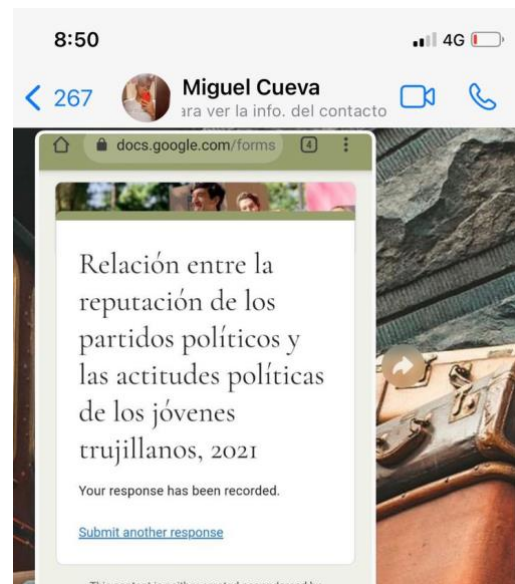 8:50
4G
267
Miguel Cueva
ara ver la info. del contacto
docs.google.com/forms
4
Relación entre la
reputación de los
partidos políticos y
las actitudes políticas
de los jóvenes
trujillanos, 2021
Your response has been recorded.
Submit another response